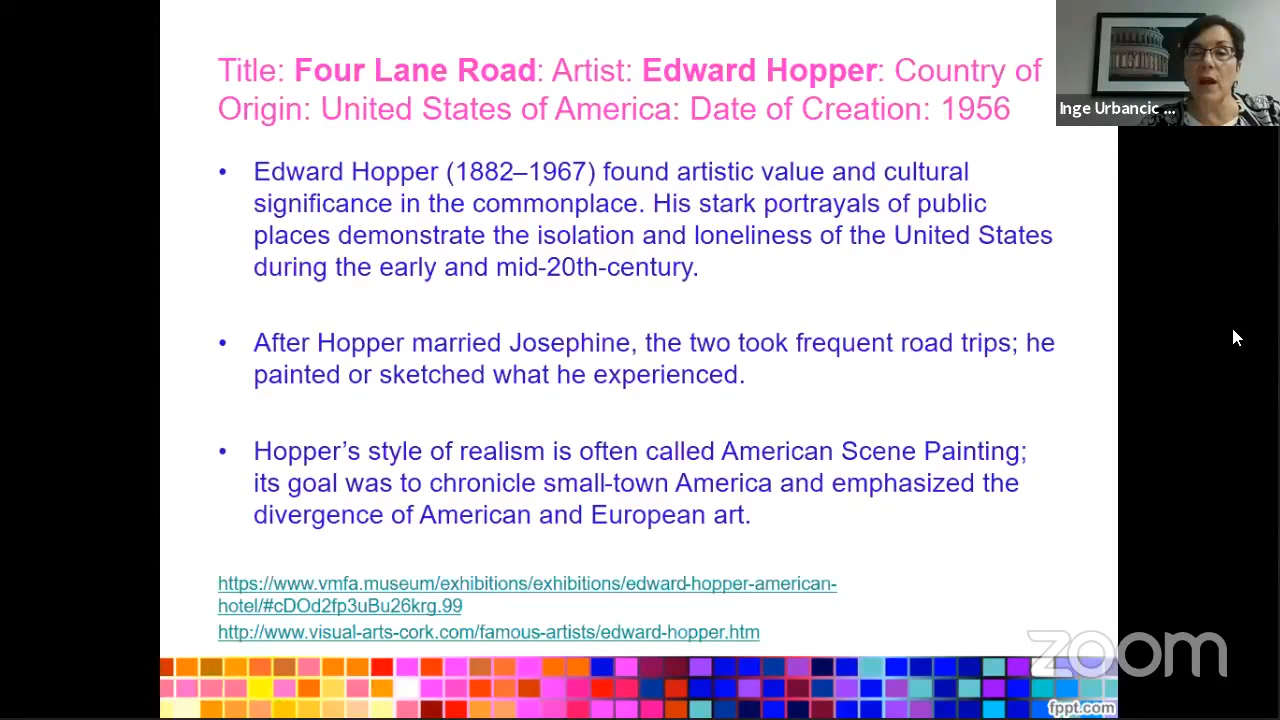 Title: Four Lane Road: Artist: Edward Hopper: Country of
Origin: United States of America: Date of Creation: 1956
Inge Urbancic ...
• Edward Hopper (1882–1967) found artistic value and cultural
significance in the commonplace. His stark portrayals of public
places demonstrate the isolation and loneliness of the United States
during the early and mid-20th-century.
• After Hopper married Josephine, the two took frequent road trips; he
painted or sketched what he experienced.
• Hopper’s style of realism is often called American Scene Painting;
its goal was to chronicle small-town America and emphasized the
divergence of American and European art.
https://www.vmfa.museum/exhibitions/exhibitions/edward-hopper-american-
hotel/#cDOd2fp3uBu26krg.99
http://www.visual-arts-cork.com/famous-artists/edward-hopper.htm
zoom
fppt.com